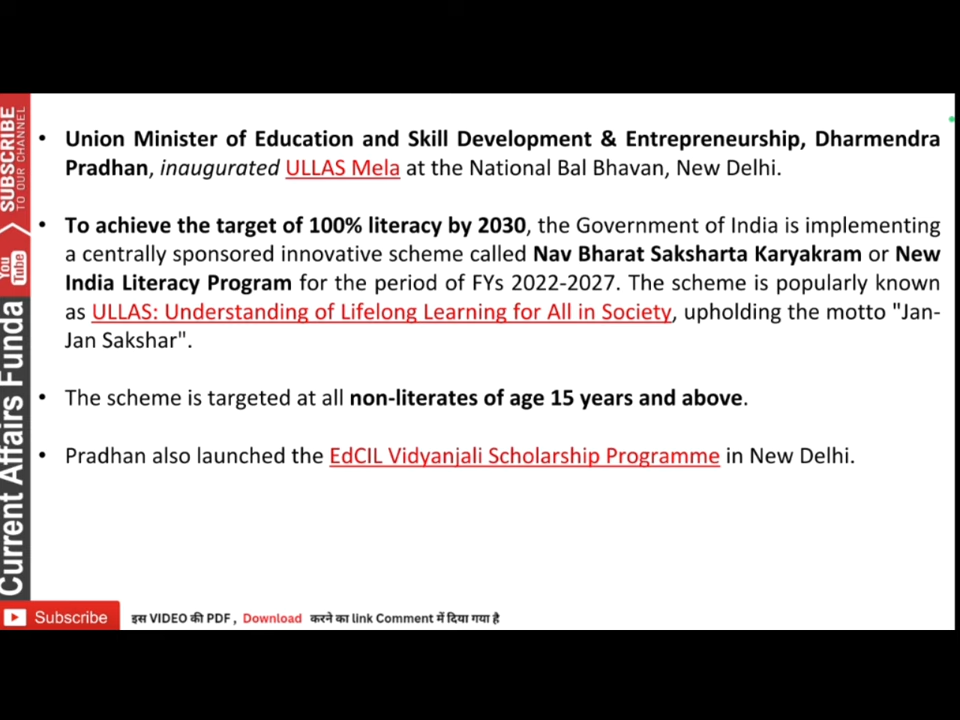 SUBSCRIBE
TO OUR CHANNEL
You Tube
Current Affairs Funda
• Union Minister of Education and Skill Development & Entrepreneurship, Dharmendra
Pradhan, inaugurated ULLAS Mela at the National Bal Bhavan, New Delhi.
• To achieve the target of 100% literacy by 2030, the Government of India is implementing
a centrally sponsored innovative scheme called Nav Bharat Saksharta Karyakram or New
India Literacy Program for the period of FYs 2022-2027. The scheme is popularly known
as ULLAS: Understanding of Lifelong Learning for All in Society, upholding the motto "Jan-
Jan Sakshar".
• The scheme is targeted at all non-literates of age 15 years and above.
• Pradhan also launched the EdCIL Vidyanjali Scholarship Programme in New Delhi.
Subscribe इस VIDEO की PDF , Download करने का link Comment में दिया गया है